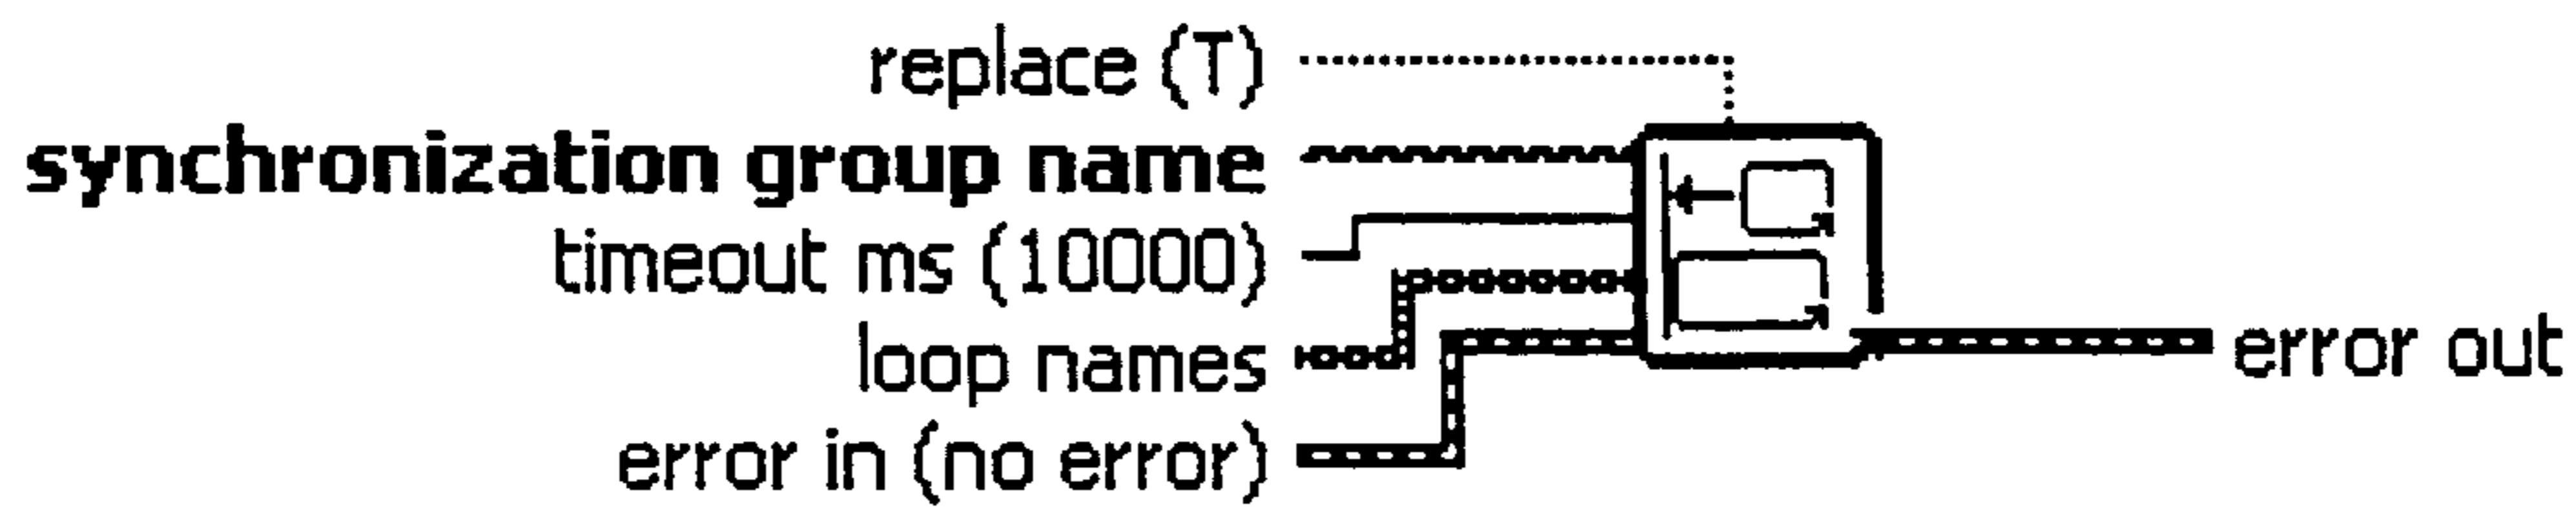 replace (T)
synchronization group name
timeout ms (10000)
loop names
error in (no error)
error out